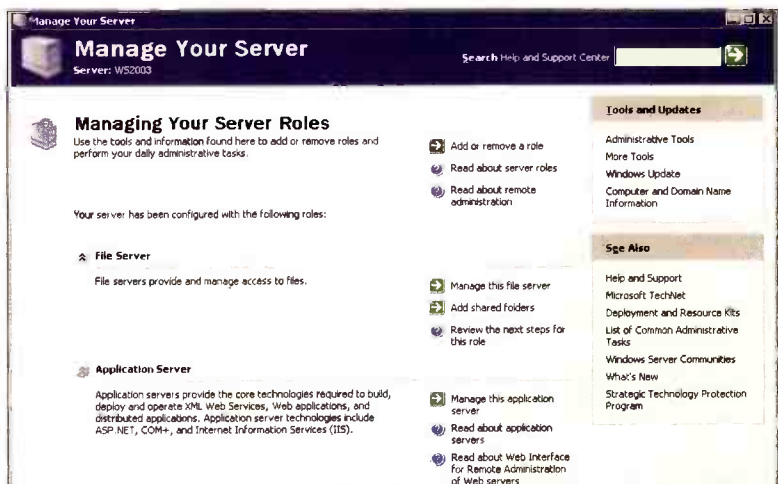 Manage Your Server
Manage Your Server
Server: WS2003
Search Help and Support Center
Managing Your Server Roles
Use the tools and information found here to add or remove roles and
perform your daily administrative tasks.
Your server has been configured with the following roles:
Add or remove a role
Read about server roles
Read about remote
administration
File Server
File servers provide and manage access to files.
Manage this file server
Add shared folders
Review the next steps for
this role
Application Server
Application servers provide the core technologies required to build,
deploy and operate XML Web Services, Web applications, and
distributed applications. Application server technologies include
ASP.NET, COM+, and Internet Information Services (IIS).
Manage this application
server
Read about application
servers
Read about Web Interface
for Remote Administration
of Web servers
Tools and Updates
Administrative Tools
More Tools
Windows Update
Computer and Domain Name
Information
See Also
Help and Support
Microsoft TechNet
Deployment and Resource Kits
List of Common Administrative
Tasks
Windows Server Communities
What's New
Strategic Technology Protection
Program